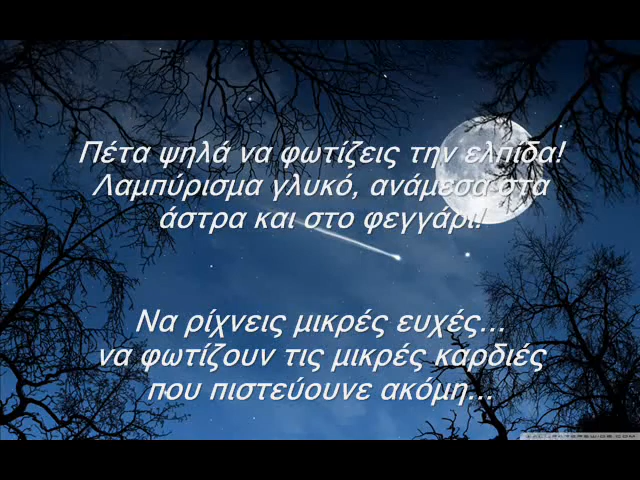 Πέτα ψηλά να φωτίζεις την ελπίδα!
Λαμπύρισμα γλυκό, ανάμεσα στα
άστρα και στο φεγγάρι!
Να ρίχνεις μικρές ευχές...
να φωτίζουν τις μικρές καρδιές
που πιστεύουνε ακόμη...